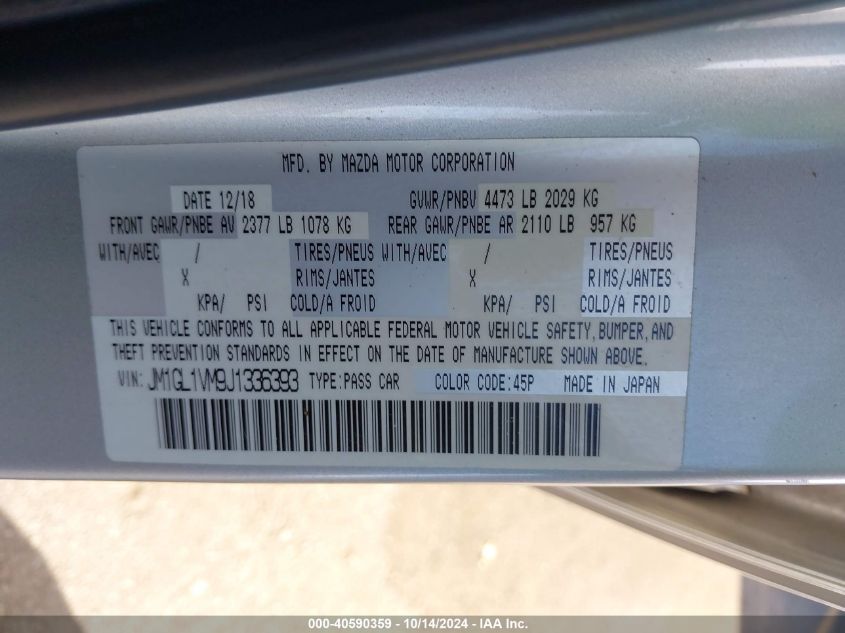 MFD. BY MAZDA MOTOR CORPORATION
DATE 12/18 GVWR/PNBV 4473 LB 2029 KG
FRONT GAWR/PNBE AV 2377 LB 1078 KG REAR GAWR/PNBE AR 2110 LB 957 KG
WITH/AVEC / TIRES/PNEUS WITH/AVEC / TIRES/PNEUS
X RIMS/JANTES X RIMS/JANTES
KPA/ PSI COLD/A FROID KPA/ PSI COLD/A FROID
THIS VEHICLE CONFORMS TO ALL APPLICABLE FEDERAL MOTOR VEHICLE SAFETY, BUMPER, AND
THEFT PREVENTION STANDARDS IN EFFECT ON THE DATE OF MANUFACTURE SHOWN ABOVE.
VIN: JM1GL1VM9J1336393 TYPE:PASS CAR COLOR CODE:45P MADE IN JAPAN
000-40590359 - 10/14/2024 - IAA Inc.